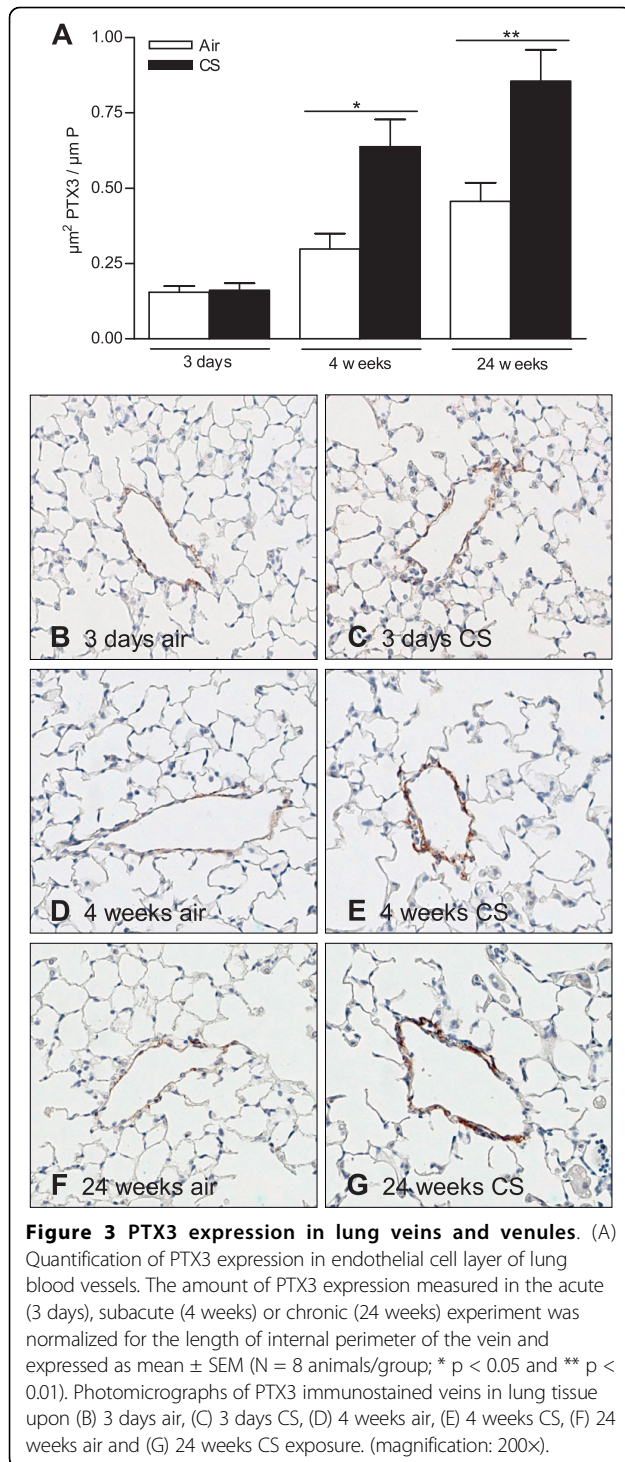 A
1.00
0.75
0.50
0.25
0.00
µm² PTX3 / µm P
Air
CS
*
**
3 days
4 weeks
24 weeks
B 3 days air
C 3 days CS
D 4 weeks air
E 4 weeks CS
F 24 weeks air
G 24 weeks CS
Figure 3 PTX3 expression in lung veins and venules. (A)
Quantification of PTX3 expression in endothelial cell layer of lung
blood vessels. The amount of PTX3 expression measured in the acute
(3 days), subacute (4 weeks) or chronic (24 weeks) experiment was
normalized for the length of internal perimeter of the vein and
expressed as mean ± SEM (N = 8 animals/group; * p < 0.05 and ** p <
0.01). Photomicrographs of PTX3 immunostained veins in lung tissue
upon (B) 3 days air, (C) 3 days CS, (D) 4 weeks air, (E) 4 weeks CS, (F) 24
weeks air and (G) 24 weeks CS exposure. (magnification: 200×).